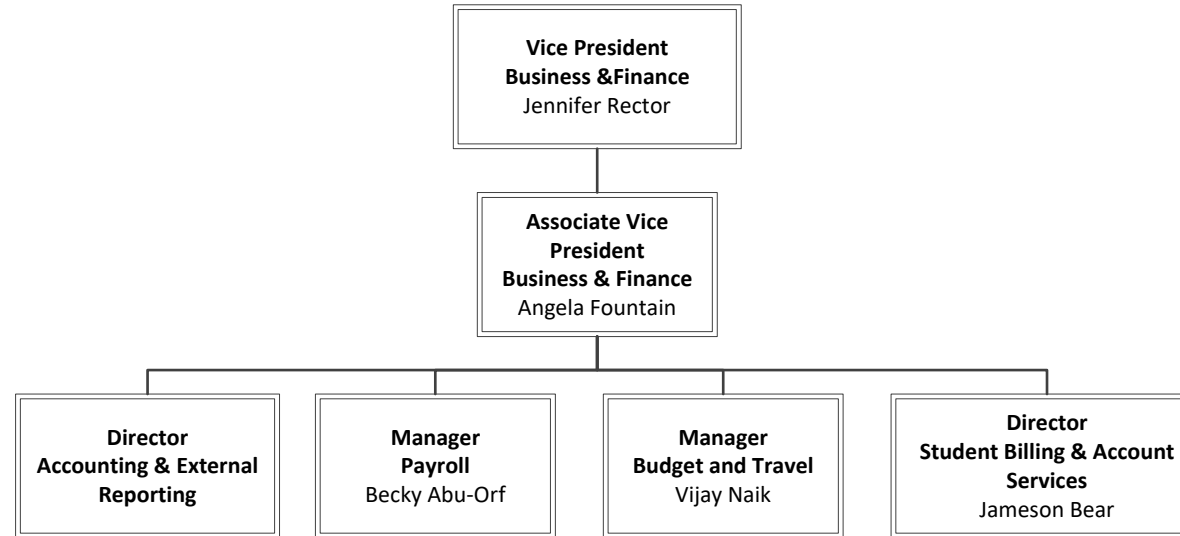 Vice President
Business &Finance
Jennifer Rector
Associate Vice
President
Business & Finance
Angela Fountain
Director
Accounting & External
Reporting
Manager
Payroll
Becky Abu-Orf
Manager
Budget and Travel
Vijay Naik
Director
Student Billing & Account
Services
Jameson Bear